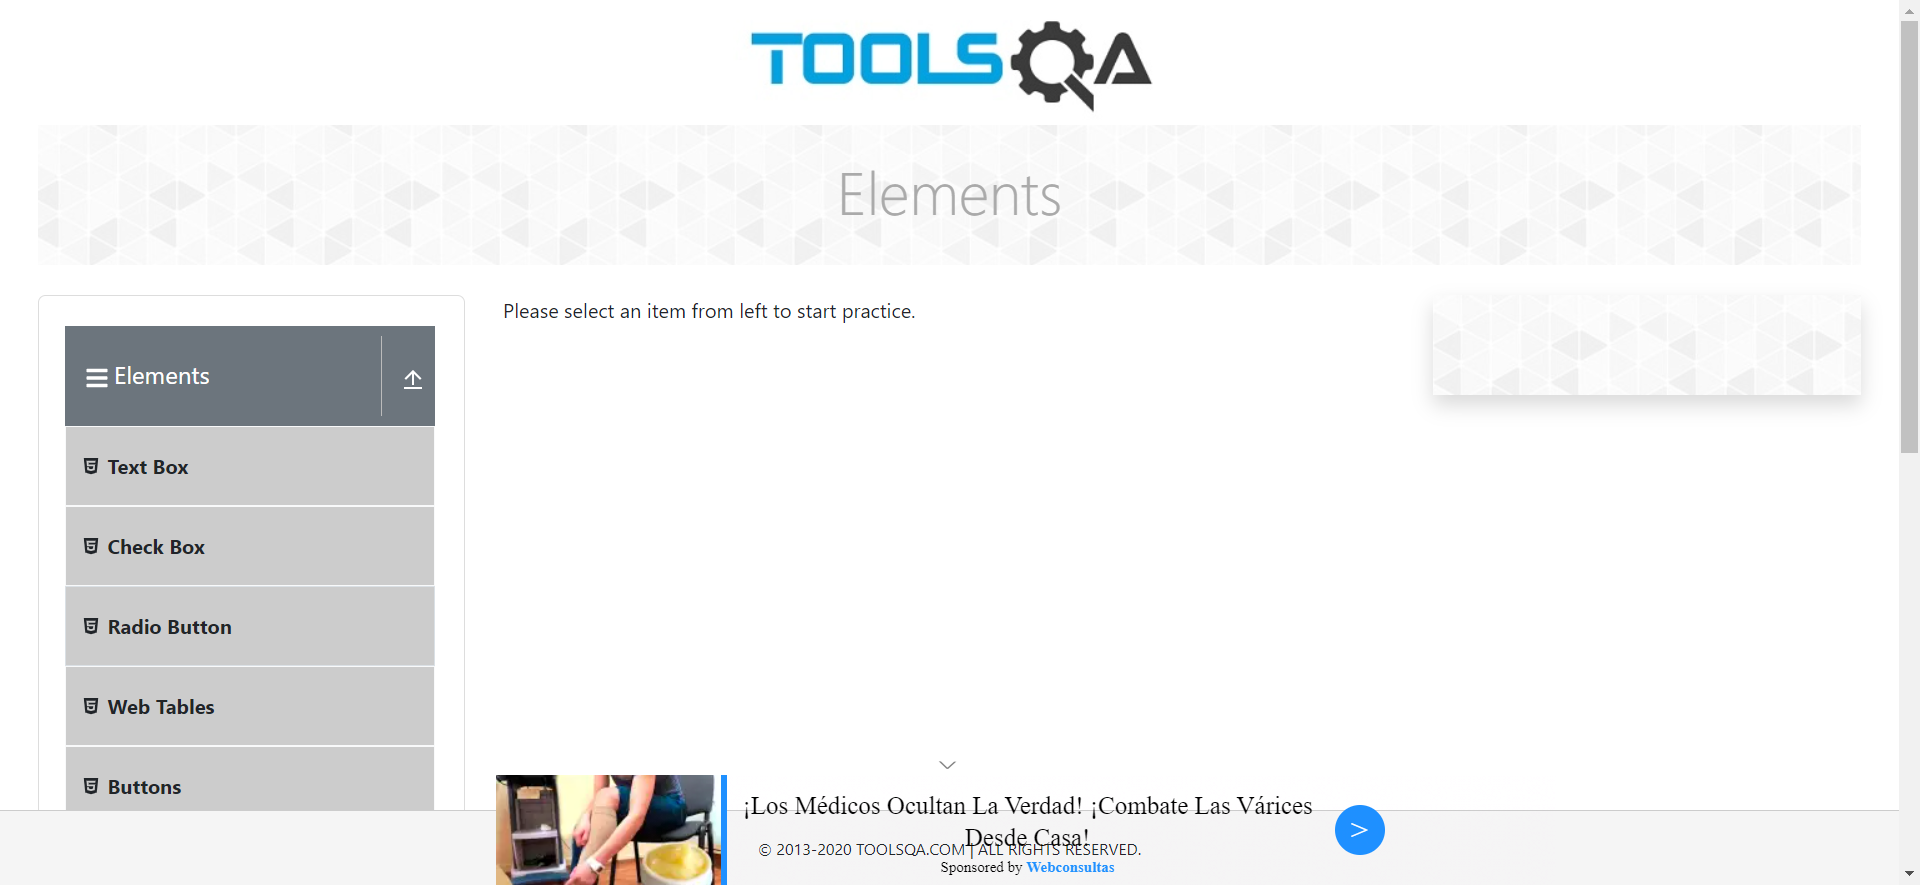 TOOLSQA
Elements
Elements
Text Box
Check Box
Radio Button
Web Tables
Buttons
Please select an item from left to start practice.
¡Los Médicos Ocultan La Verdad! ¡Combate Las Várices
Desde Casa!
© 2013-2020 TOOLSQA.COM | ALL RIGHTS RESERVED.
Sponsored by Webconsultas